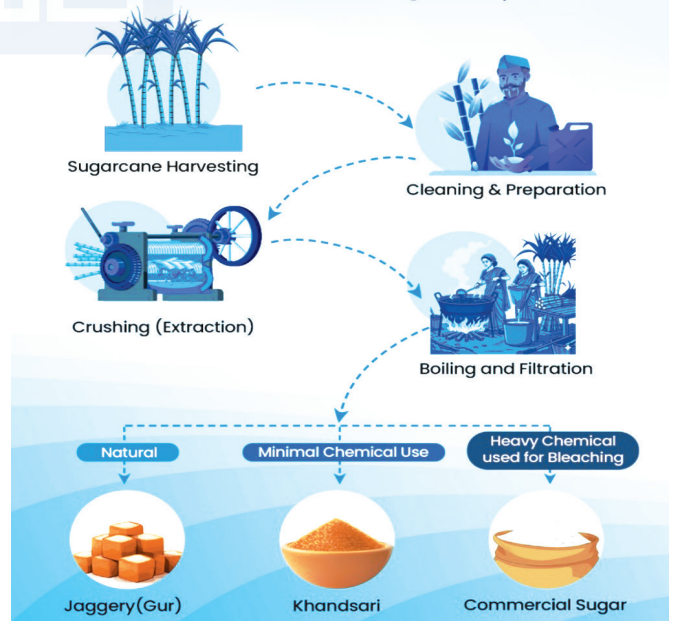 Sugarcane Harvesting
Cleaning & Preparation
Crushing (Extraction)
Boiling and Filtration
Natural
Minimal Chemical Use
Heavy Chemical
used for Bleaching
Jaggery(Gur)
Khandsari
Commercial Sugar